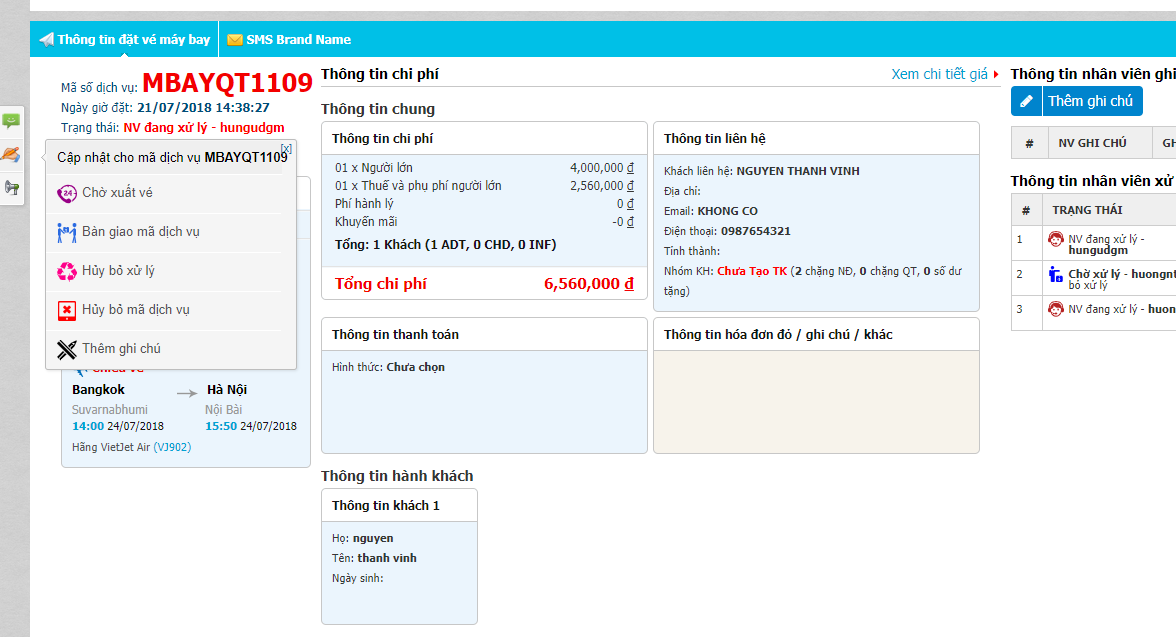 Thông tin đặt vé máy bay
SMS Brand Name
Mã số dịch vụ: MBAYQT1109
Ngày giờ đặt: 21/07/2018 14:38:27
Trạng thái: NV đang xử lý - hungudgm
Cập nhật cho mã dịch vụ MBAYQT1109
[x]
Chờ xuất vé
Bàn giao mã dịch vụ
Hủy bỏ xử lý
Hủy bỏ mã dịch vụ
Thêm ghi chú
Bangkok
Hà Nội
Suvarnabhumi
Nội Bài
14:00 24/07/2018
15:50 24/07/2018
Hãng VietJet Air (VJ902)
Thông tin chi phí
Xem chi tiết giá
Thông tin chung
Thông tin chi phí
01 x Người lớn 4,000,000 đ
01 x Thuế và phụ phí người lớn 2,560,000 đ
Phí hành lý 0 đ
Khuyến mãi -0 đ
Tổng: 1 Khách (1 ADT, 0 CHD, 0 INF)
Tổng chi phí 6,560,000 đ
Thông tin liên hệ
Khách liên hệ: NGUYEN THANH VINH
Địa chỉ:
Email: KHONG CO
Điện thoại: 0987654321
Tỉnh thành:
Nhóm KH: Chưa Tạo TK (2 chặng NĐ, 0 chặng QT, 0 số dư
tặng)
Thông tin thanh toán
Hình thức: Chưa chọn
Thông tin hóa đơn đỏ / ghi chú / khác
Thông tin hành khách
Thông tin khách 1
Họ: nguyen
Tên: thanh vinh
Ngày sinh:
Thông tin nhân viên ghi
Thêm ghi chú
# NV GHI CHÚ GH
Thông tin nhân viên xử
# TRẠNG THÁI
1 NV đang xử lý -
hungudgm
2 Chờ xử lý - huongnt
bỏ xử lý
3 NV đang xử lý - huon